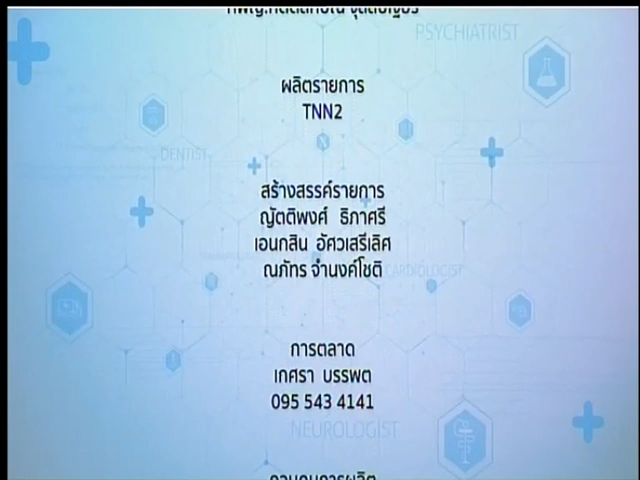 PSYCHIATRIST
ผลิตรายการ
TNN2
DENTIST
สร้างสรรค์รายการ
ญัตติพงศ์ ธิภาศรี
เอนกสิน อัศวเสรีเลิศ
ณภัทร จำนงค์โชติ
CARDIOLOGIST
การตลาด
เกศรา บรรพต
095 543 4141
NEUROLOGIST